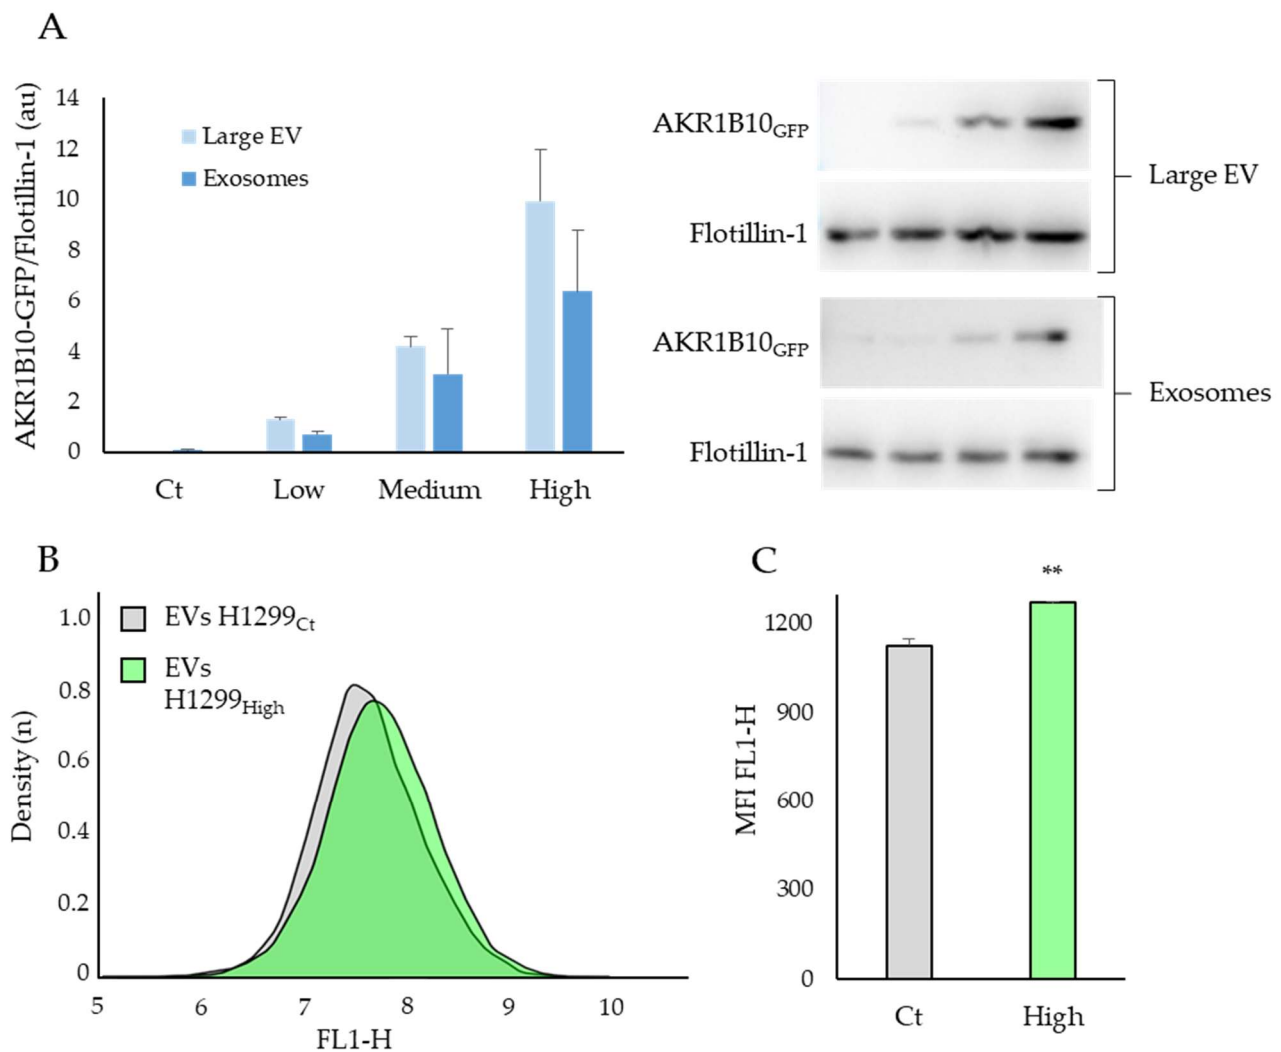 A
AKR1B10-GFP/Flotillin-1 (au)
14
12
10
8
6
4
2
0
Large EV
Exosomes
Ct
Low
Medium
High
AKR1B10GFP
Flotillin-1
Large EV
AKR1B10GFP
Flotillin-1
Exosomes
B
Density (n)
1.0
0.8
0.6
0.4
0.2
0
EVs H1299Ct
EVs
H1299High
5
6
7
8
9
10
FL1-H
C
**
MFI FL1-H
1200
900
600
300
0
Ct
High